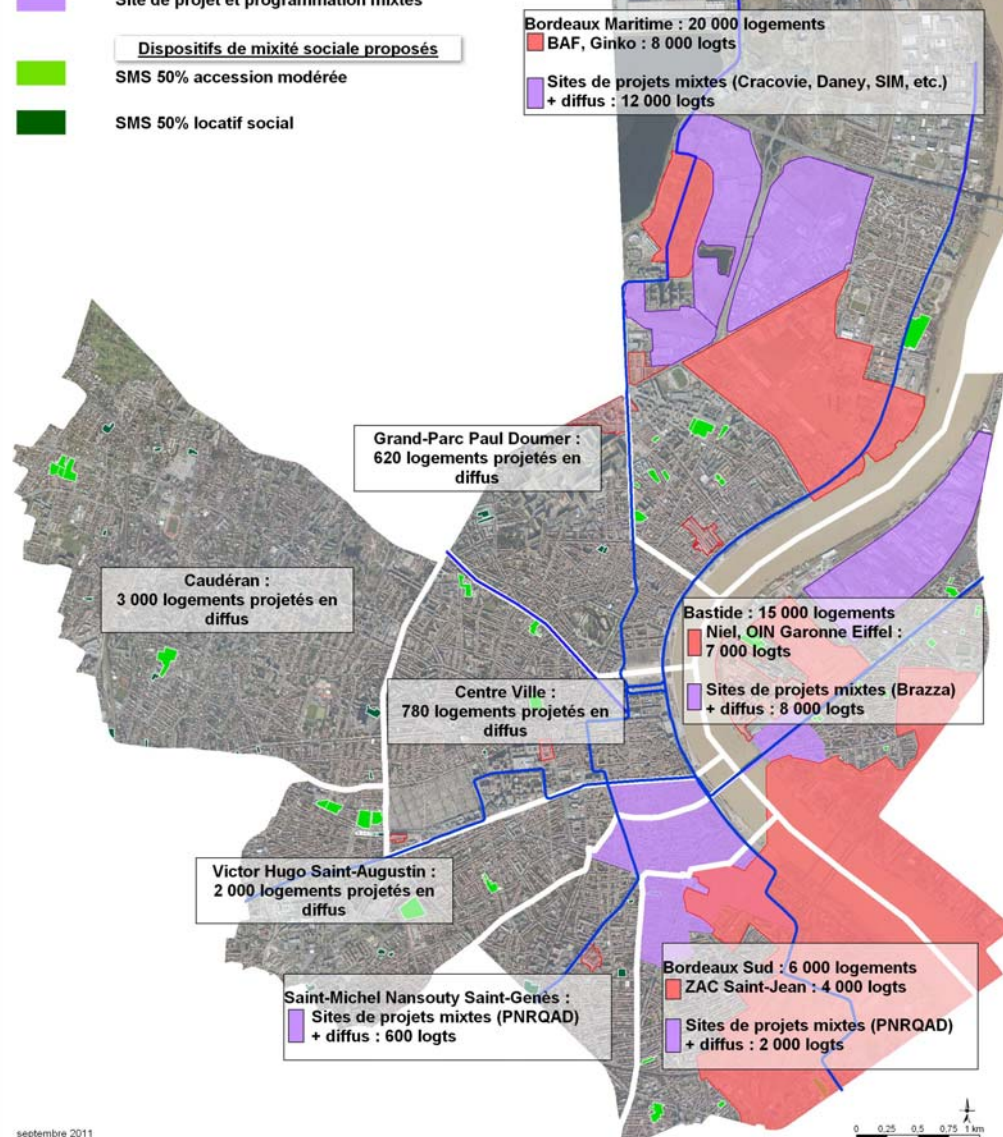 Site de projet et programmation mixtes
Dispositifs de mixité sociale proposés
SMS 50% accession modérée
SMS 50% locatif social
Bordeaux Maritime : 20 000 logements
BAF, Ginko : 8 000 logts
Sites de projets mixtes (Cracovie, Daney, SIM, etc.)
+ diffus : 12 000 logts
Grand-Parc Paul Doumer :
620 logements projetés en
diffus
Caudéran :
3 000 logements projetés en
diffus
Bastide : 15 000 logements
Niel, OIN Garonne Eiffel :
7 000 logts
Sites de projets mixtes (Brazza)
+ diffus : 8 000 logts
Centre Ville :
780 logements projetés en
diffus
Victor Hugo Saint-Augustin :
2 000 logements projetés en
diffus
Saint-Michel Nansouty Saint-Genès :
Sites de projets mixtes (PNRQAD)
+ diffus : 600 logts
Bordeaux Sud : 6 000 logements
ZAC Saint-Jean : 4 000 logts
Sites de projets mixtes (PNRQAD)
+ diffus : 2 000 logts
septembre 2011
0 0,25 0,5 0,75 1 km